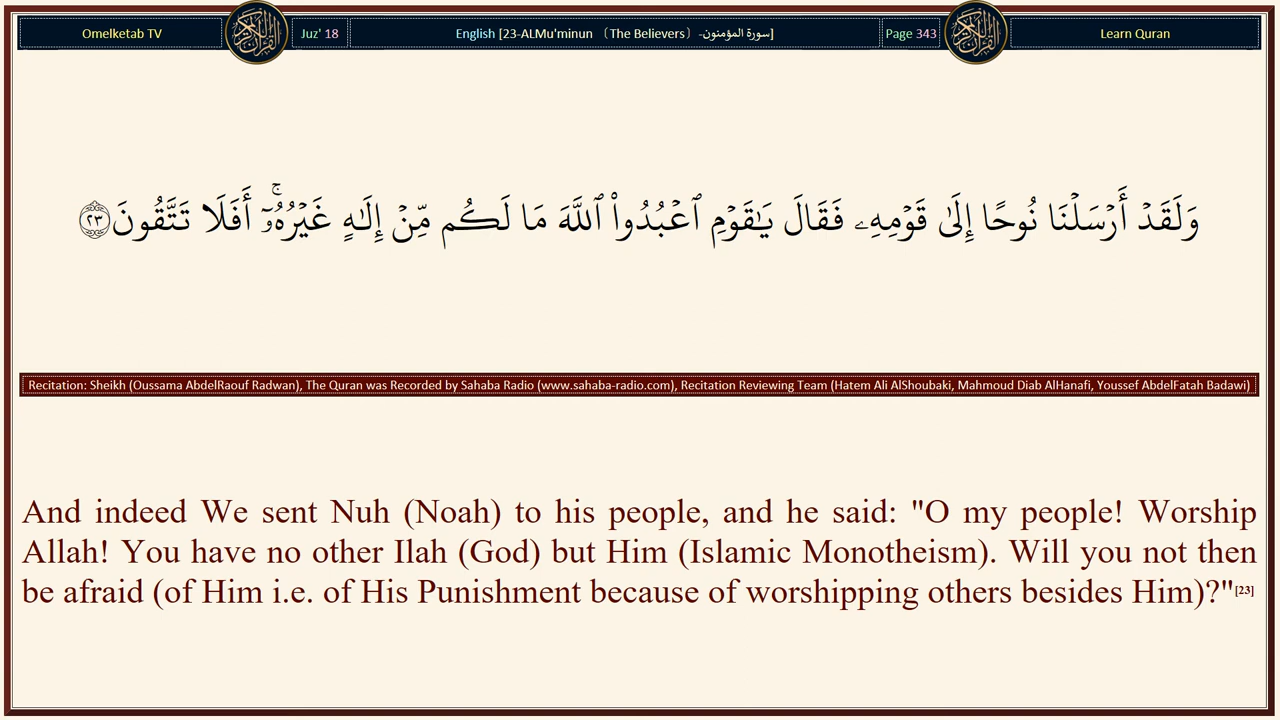 Omelketab TV
Juz' 18
English [23-ALMu'minun （The Believers） -سورة المؤمنون]
Page 343
Learn Quran
وَلَقَدۡ أَرۡسَلۡنَا نُوحًا إِلَىٰ قَوۡمِهِۦ فَقَالَ يَٰقَوۡمِ ٱعۡبُدُواْ ٱللَّهَ مَا لَكُم مِّنۡ إِلَٰهٍ غَيۡرُهُۥٓۚ أَفَلَا تَتَّقُونَ ٢٣
Recitation: Sheikh (Oussama AbdelRaouf Radwan), The Quran was Recorded by Sahaba Radio (www.sahaba-radio.com), Recitation Reviewing Team (Hatem Ali AlShoubaki, Mahmoud Diab AlHanafi, Youssef AbdelFatah Badawi)
And indeed We sent Nuh (Noah) to his people, and he said: "O my people! Worship
Allah! You have no other Ilah (God) but Him (Islamic Monotheism). Will you not then
be afraid (of Him i.e. of His Punishment because of worshipping others besides Him)?"[23]